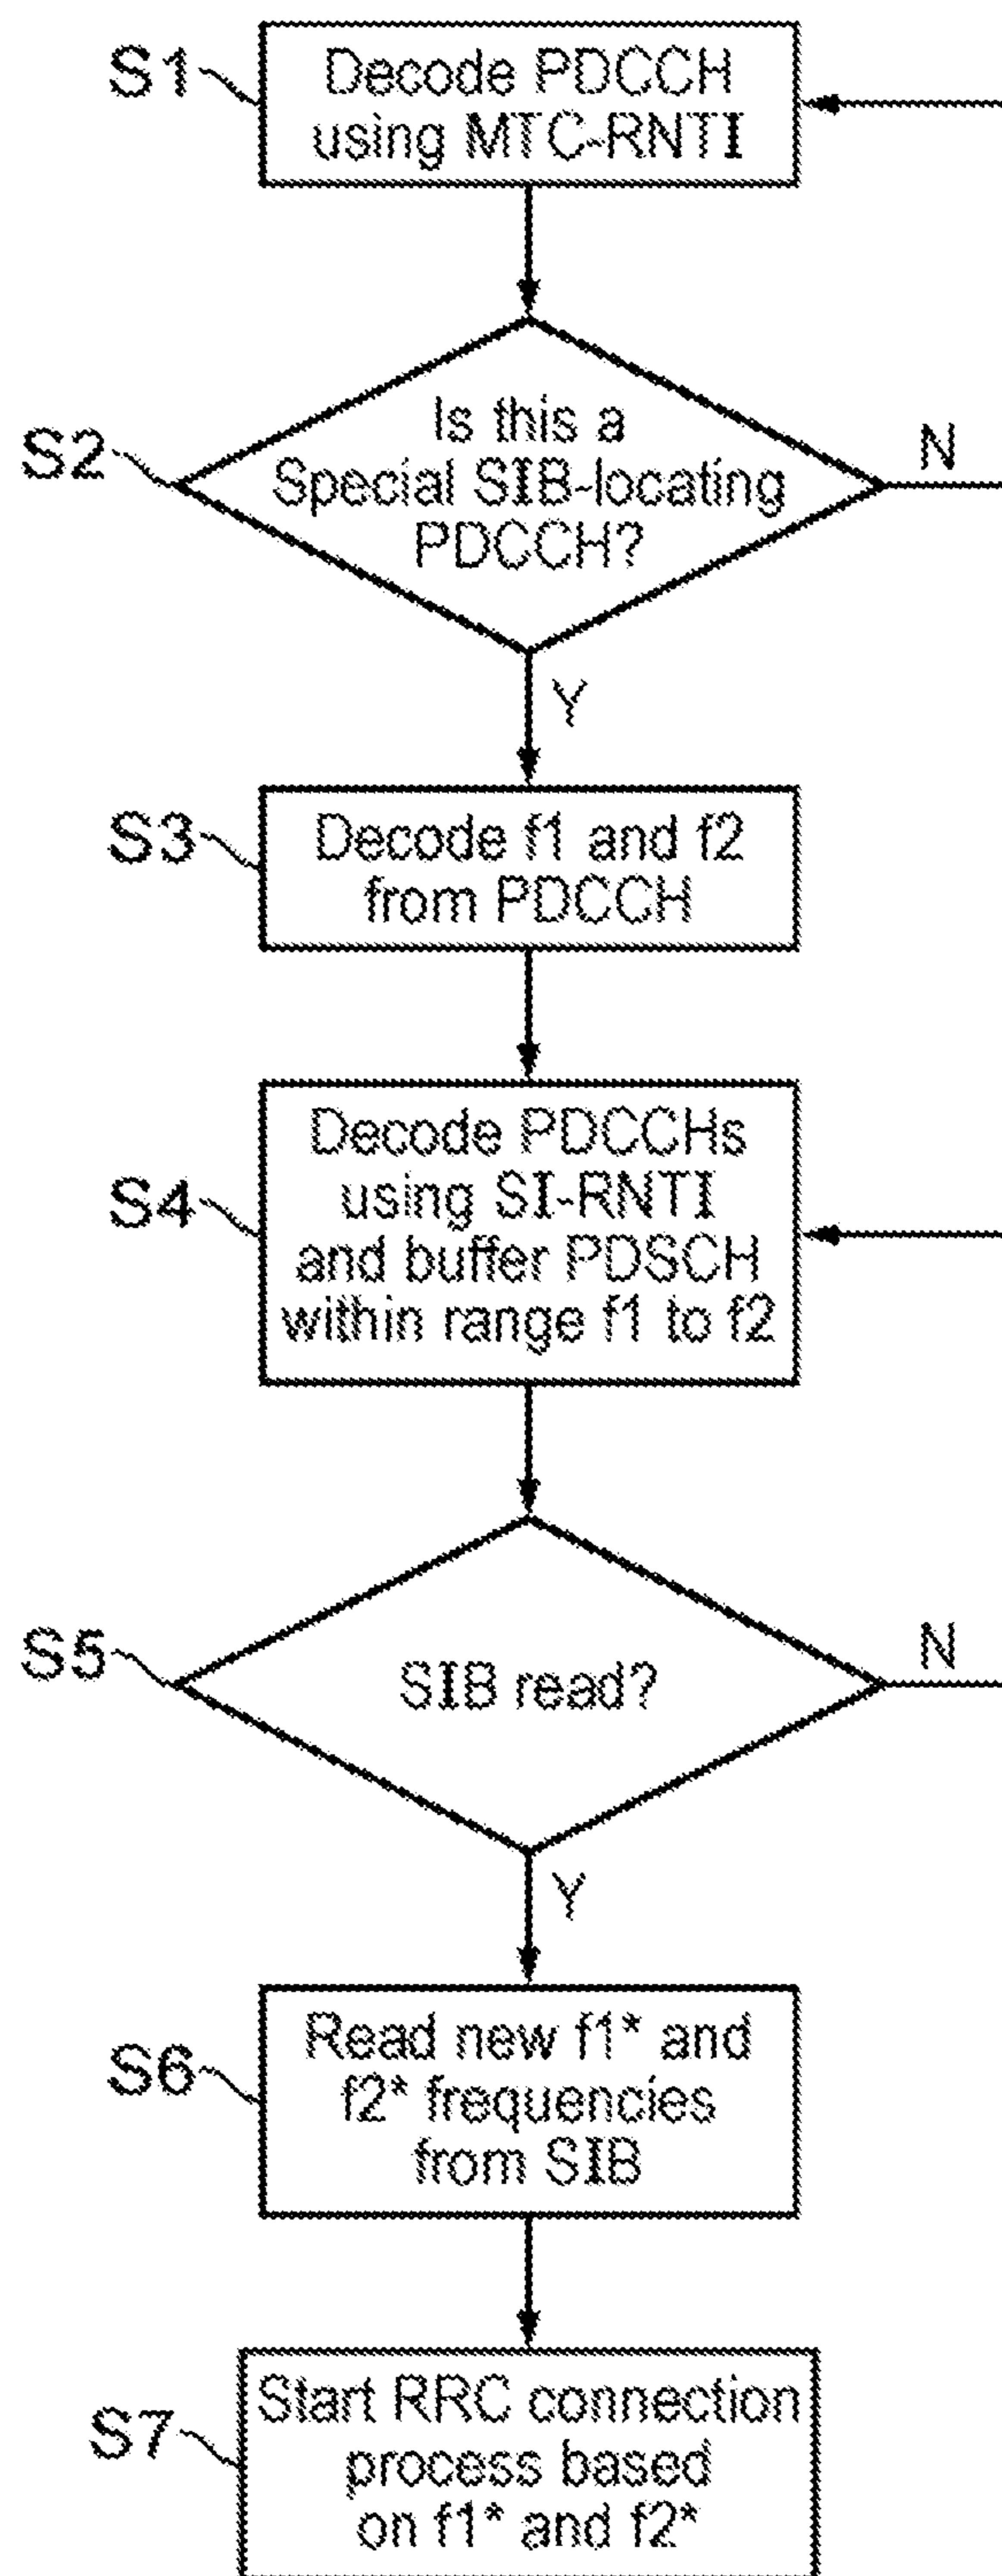 S1
Decode PDCCH
using MTC-RNTI
S2
Is this a
Special SIB-locating
PDCCH?
N
Y
S3
Decode f1 and f2
from PDCCH
S4
Decode PDCCHs
using SI-RNTI
and buffer PDSCH
within range f1 to f2
S5
SIB read?
N
Y
S6
Read new f1* and
f2* frequencies
from SIB
S7
Start RRC connection
process based
on f1* and f2*